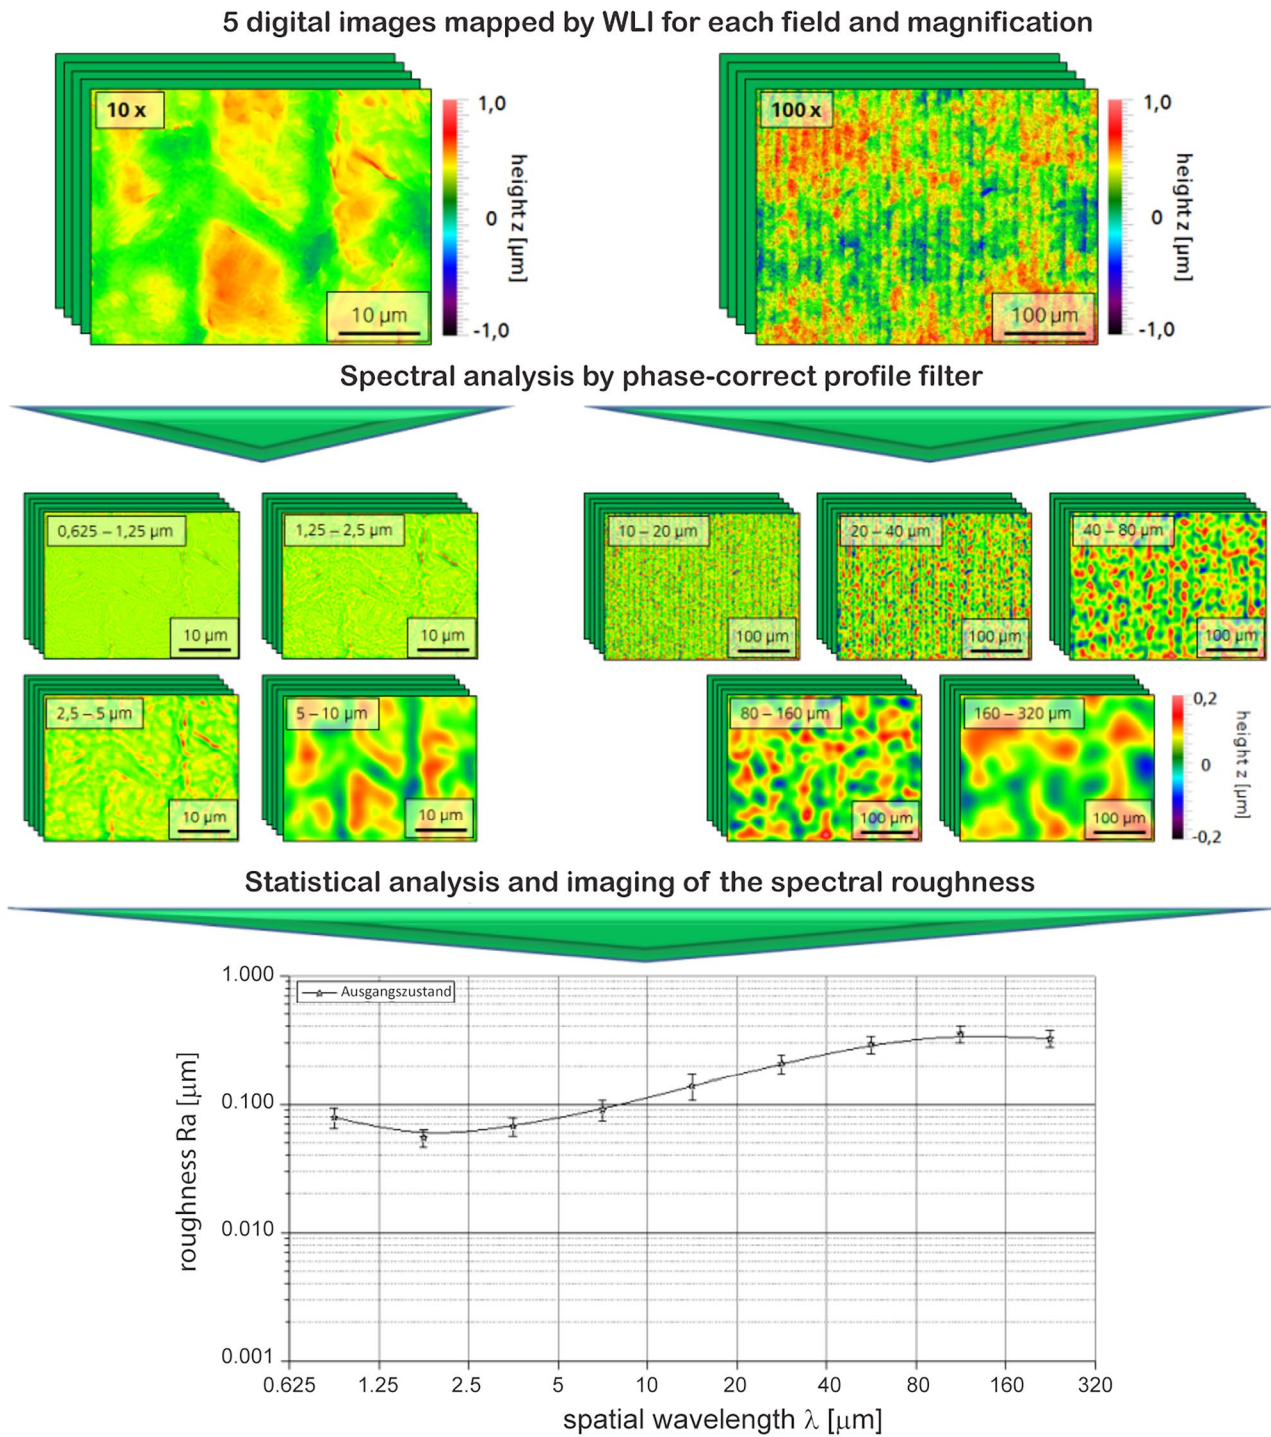 5 digital images mapped by WLI for each field and magnification
10 x
1,0
0
-1,0
height z [µm]
10 µm
100 x
1,0
0
-1,0
height z [µm]
100 µm
Spectral analysis by phase-correct profile filter
0,625 – 1,25 µm
10 µm
1,25 – 2,5 µm
10 µm
10 – 20 µm
100 µm
20 – 40 µm
100 µm
40 – 80 µm
100 µm
2,5 – 5 µm
10 µm
5 – 10 µm
10 µm
80 – 160 µm
100 µm
160 – 320 µm
100 µm
0,2
0
-0,2
height z [µm]
Statistical analysis and imaging of the spectral roughness
1.000
0.100
0.010
0.001
roughness Ra [µm]
Ausgangszustand
0.625 1.25 2.5 5 10 20 40 80 160 320
spatial wavelength λ [µm]